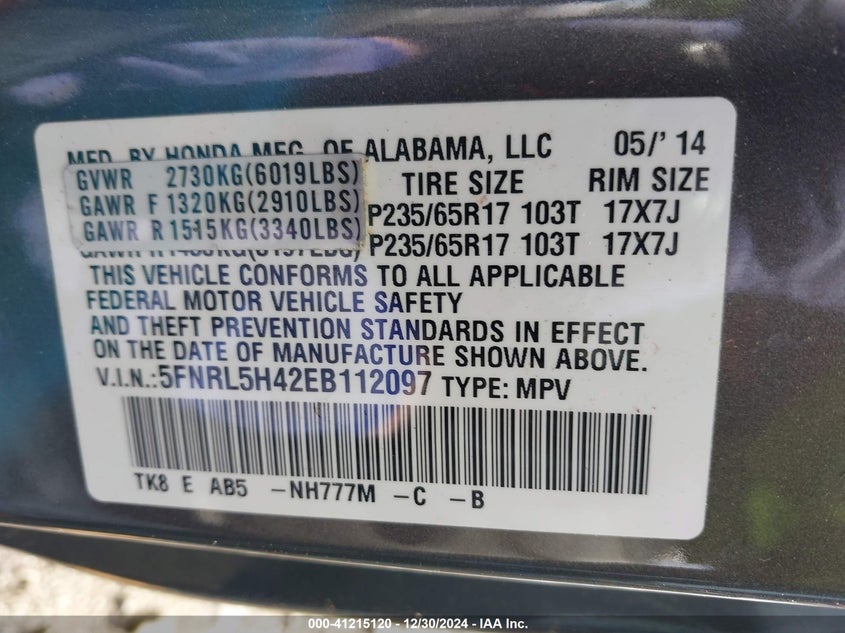 MFD. BY HONDA MFG. OF ALABAMA, LLC 05/' 14
GVWR 2730KG(6019LBS) TIRE SIZE RIM SIZE
GAWR F 1320KG(2910LBS) P235/65R17 103T 17X7J
GAWR R 1515KG(3340LBS) P235/65R17 103T 17X7J
THIS VEHICLE CONFORMS TO ALL APPLICABLE
FEDERAL MOTOR VEHICLE SAFETY
AND THEFT PREVENTION STANDARDS IN EFFECT
ON THE DATE OF MANUFACTURE SHOWN ABOVE.
V.I.N.:5FNRL5H42EB112097 TYPE: MPV
TK8 E AB5 -NH777M -C -B
000-41215120 - 12/30/2024 - IAA Inc.